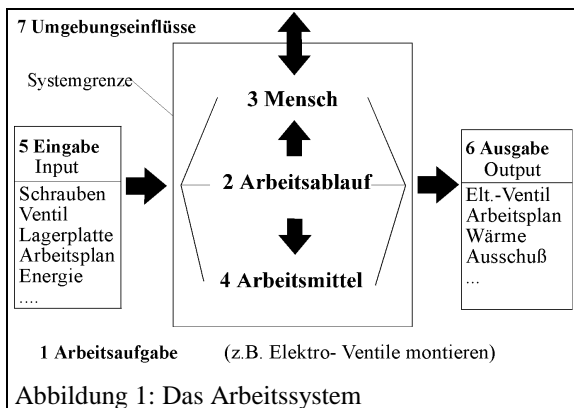 7 Umgebungseinflüsse
Systemgrenze
3 Mensch
5 Eingabe
Input
Schrauben
Ventil
Lagerplatte
Arbeitsplan
Energie
....
2 Arbeitsablauf
4 Arbeitsmittel
6 Ausgabe
Output
Elt.-Ventil
Arbeitsplan
Wärme
Ausschuß
...
1 Arbeitsaufgabe (z.B. Elektro- Ventile montieren)
Abbildung 1: Das Arbeitssystem